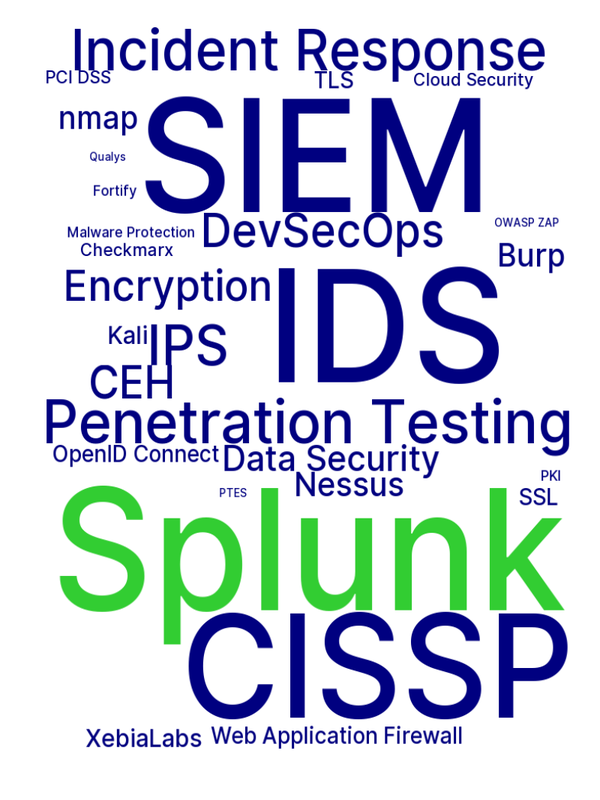 Incident Response
PCI DSS
TLS
Cloud Security
nmap
SIEM
Qualys
Fortify
Malware Protection
DevSecOps
OWASP ZAP
Checkmarx
Burp
Encryption
IDS
Kali
IPS
CEH
Penetration Testing
OpenID Connect
Data Security
Nessus
PKI
PTES
SSL
Splunk
CISSP
XebiaLabs
Web Application Firewall